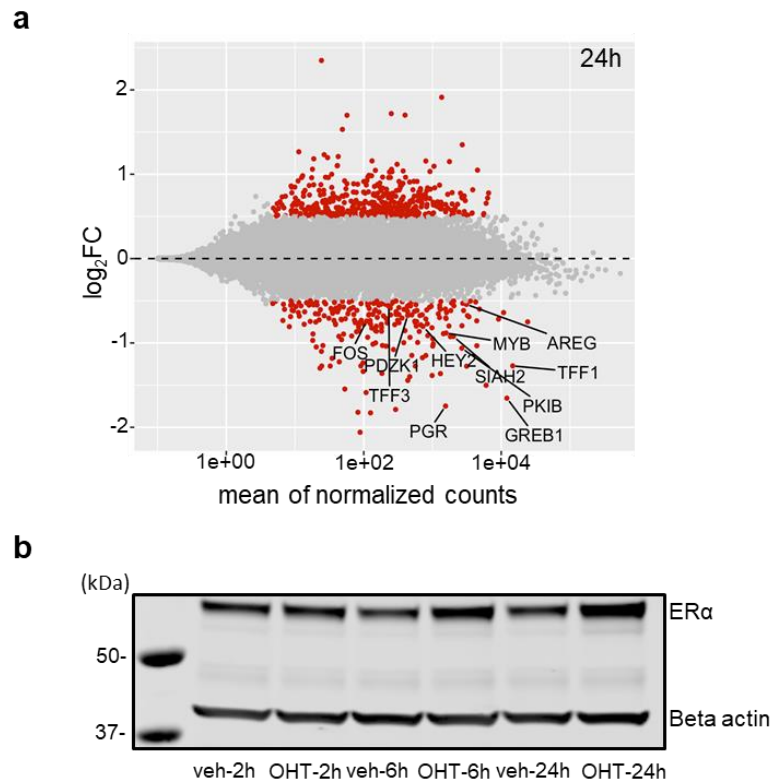 a
24h
log₂FC
2-
1-
0-
-1-
-2-
FOS
PDZK1
TFF3
HEY2
MYB
AREG
SIAH2
TFF1
PKIB
PGR
GREB1
1e+00 1e+02 1e+04
mean of normalized counts
b
(kDa)
ERα
50-
Beta actin
37-
veh-2h OHT-2h veh-6h OHT-6h veh-24h OHT-24h